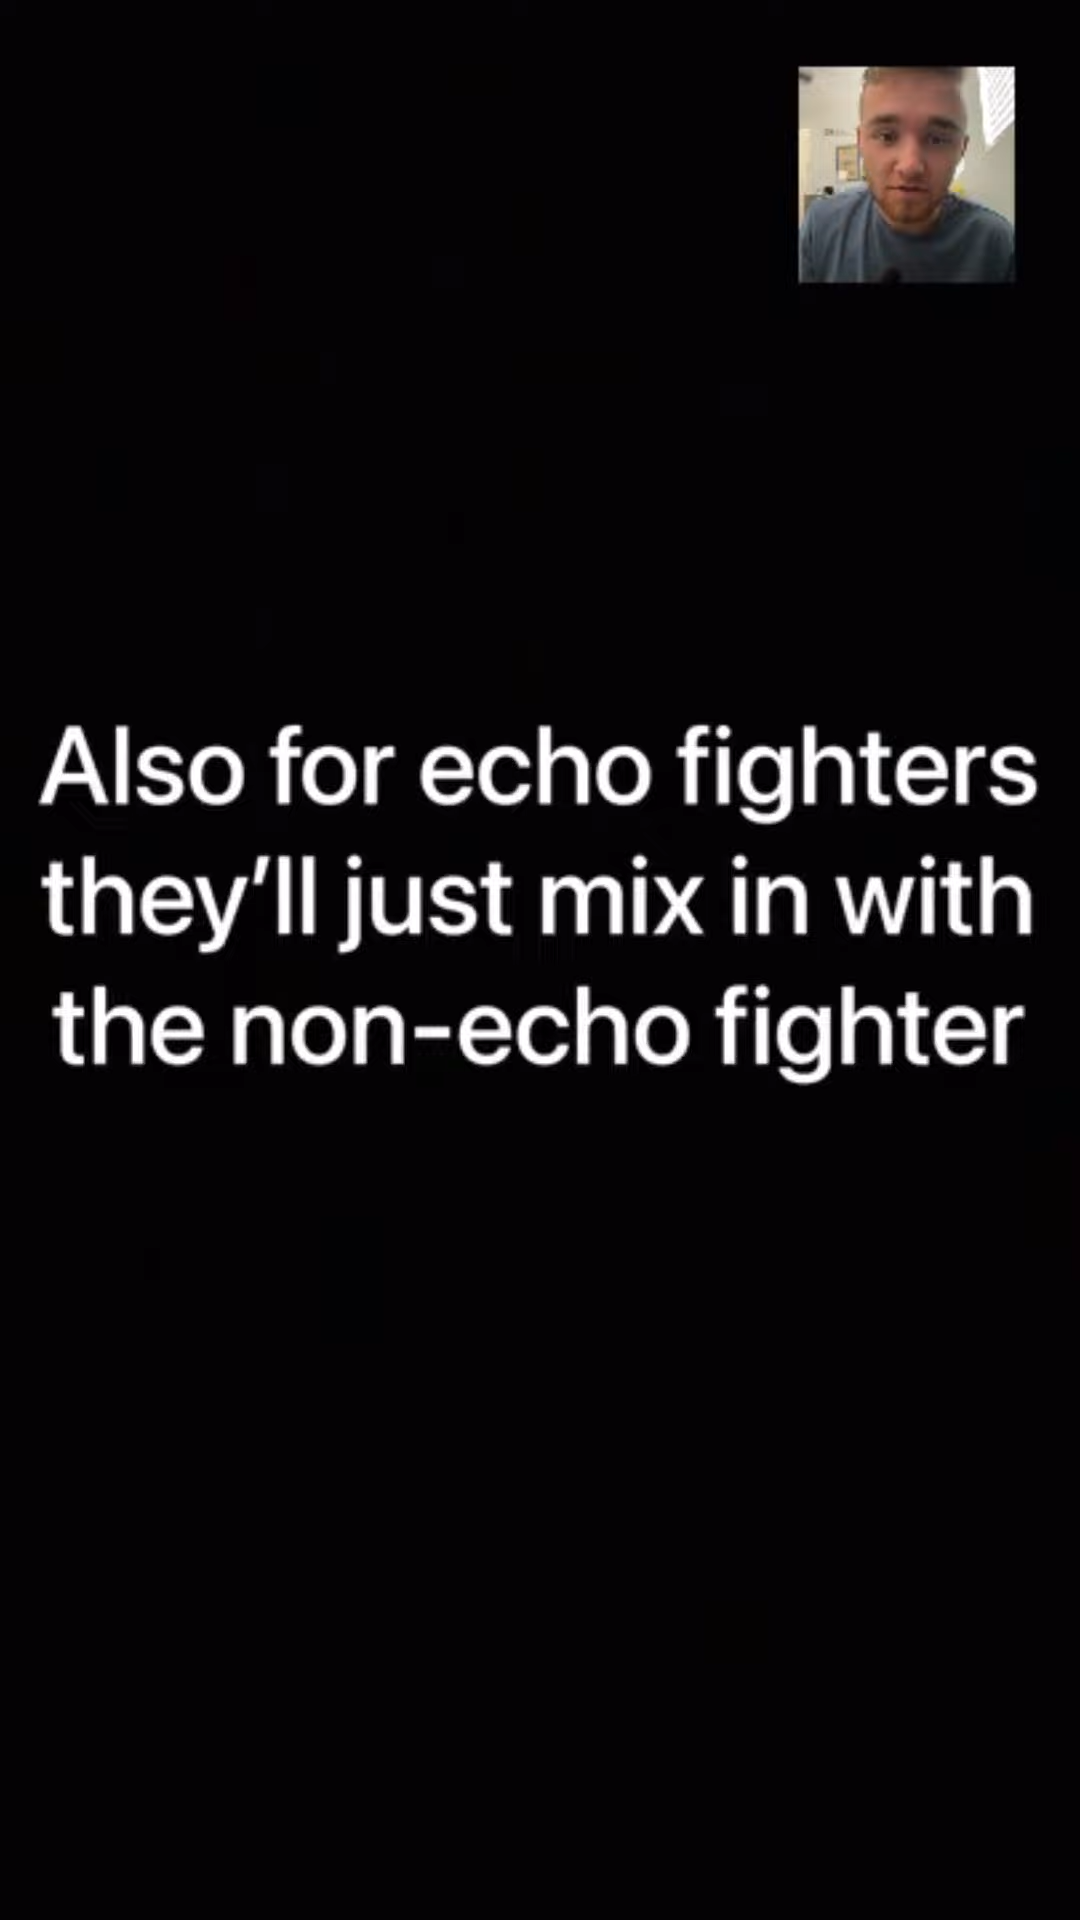 Also for echo fighters
they’ll just mix in with
the non-echo fighter